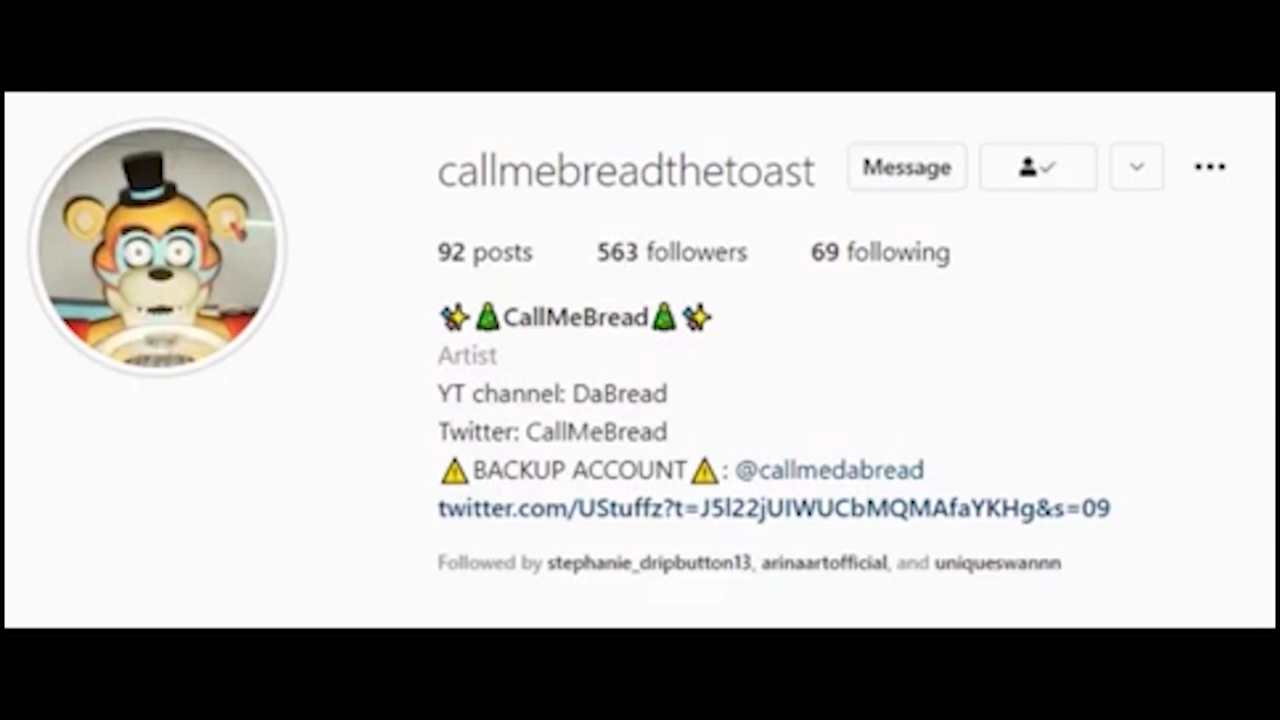 callmebreadthetoast Message
92 posts 563 followers 69 following
✨🎄CallMeBread🎄✨
Artist
YT channel: DaBread
Twitter: CallMeBread
⚠️BACKUP ACCOUNT⚠️: @callmedabread
twitter.com/UStuffz?t=J5l22jUIWUCbMQMAfaYKHg&s=09
Followed by stephanie_dripbutton13, arinaartofficial, and uniqueswannn